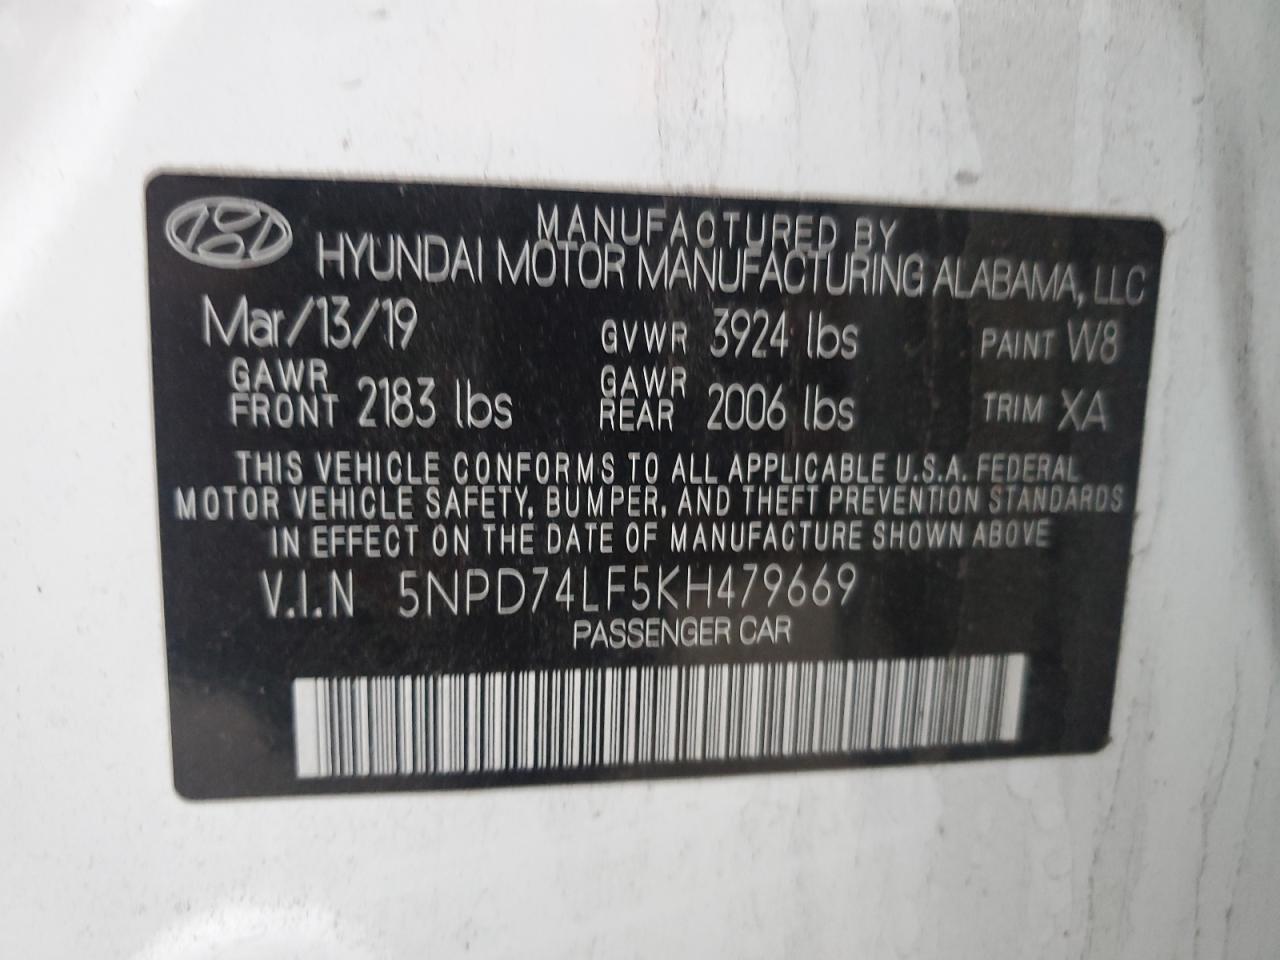 MANUFACTURED BY
HYUNDAI MOTOR MANUFACTURING ALABAMA, LLC
Mar/13/19 GVWR 3924 lbs PAINT W8
GAWR FRONT 2183 lbs GAWR REAR 2006 lbs TRIM XA
THIS VEHICLE CONFORMS TO ALL APPLICABLE U.S.A. FEDERAL
MOTOR VEHICLE SAFETY, BUMPER, AND THEFT PREVENTION STANDARDS
IN EFFECT ON THE DATE OF MANUFACTURE SHOWN ABOVE
V.I.N 5NPD74LF5KH479669
PASSENGER CAR